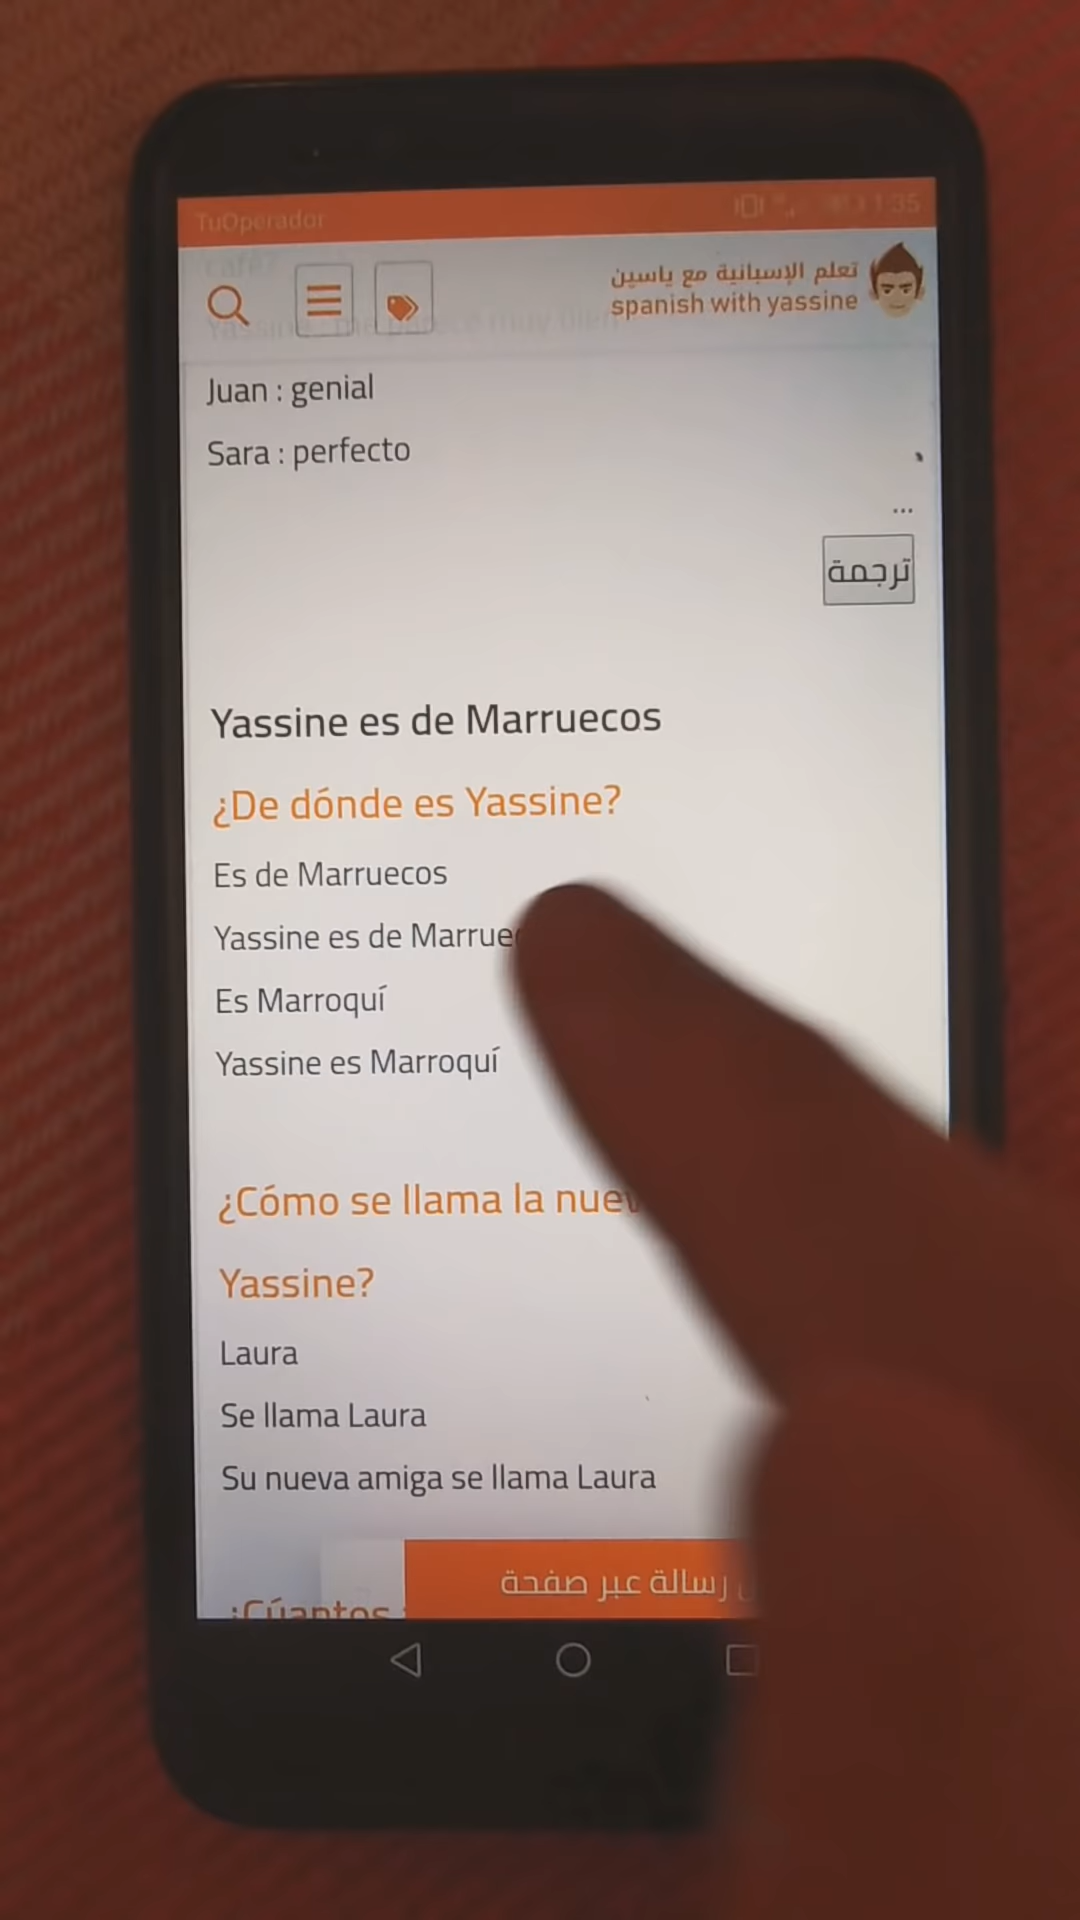 TuOperador
1:35
تعلم الإسبانية مع ياسين
spanish with yassine
Juan : genial
Sara : perfecto
...
ترجمة
Yassine es de Marruecos
¿De dónde es Yassine?
Es de Marruecos
Yassine es de
Es Marroquí
Yassine es Marroquí
¿Cómo se llama la
Yassine?
Laura
Se llama Laura
Su nueva amiga se llama Laura
رسالة عبر صفحة